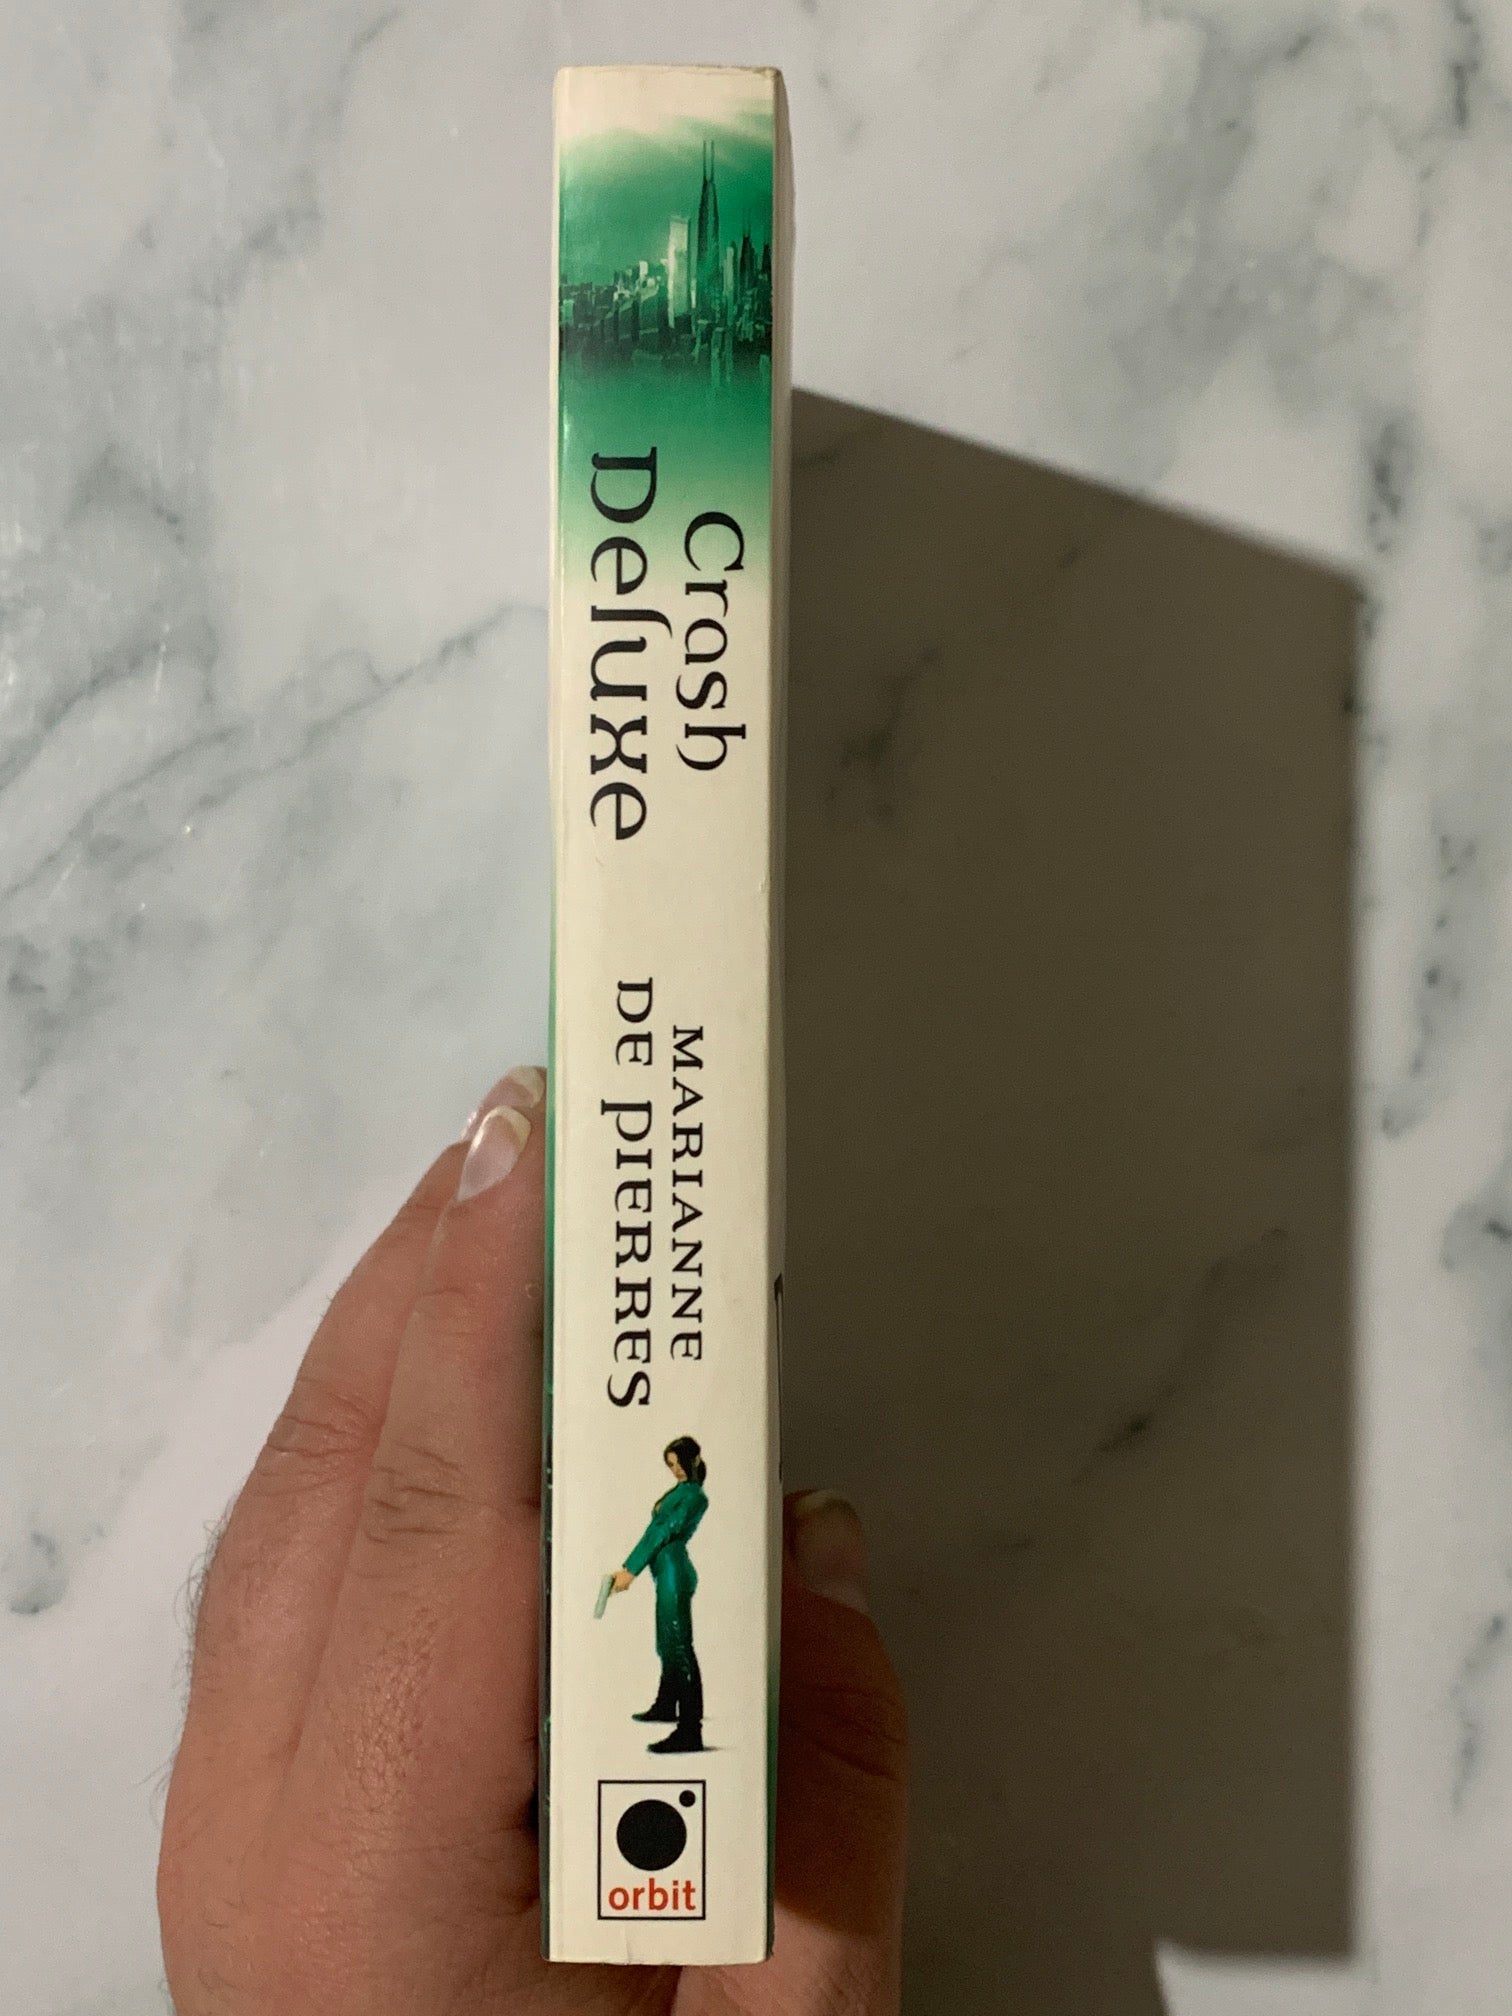 Crash
Deluxe
MARIANNE
DE PIERRES
orbit